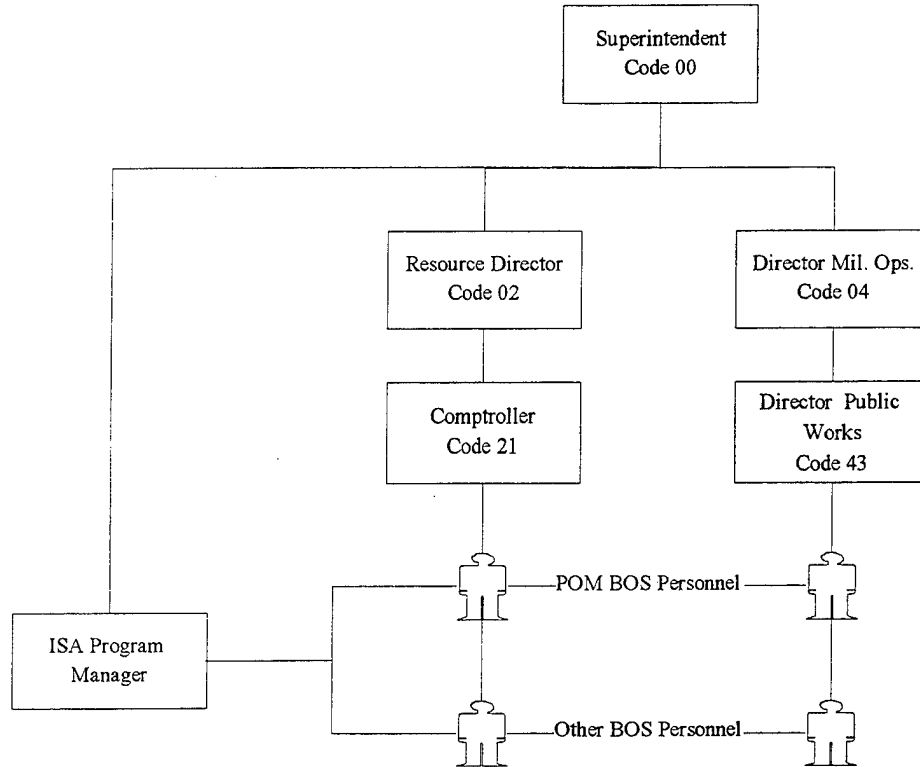 Superintendent
Code 00
Resource Director
Code 02
Director Mil. Ops.
Code 04
Comptroller
Code 21
Director Public
Works
Code 43
POM BOS Personnel
ISA Program
Manager
Other BOS Personnel